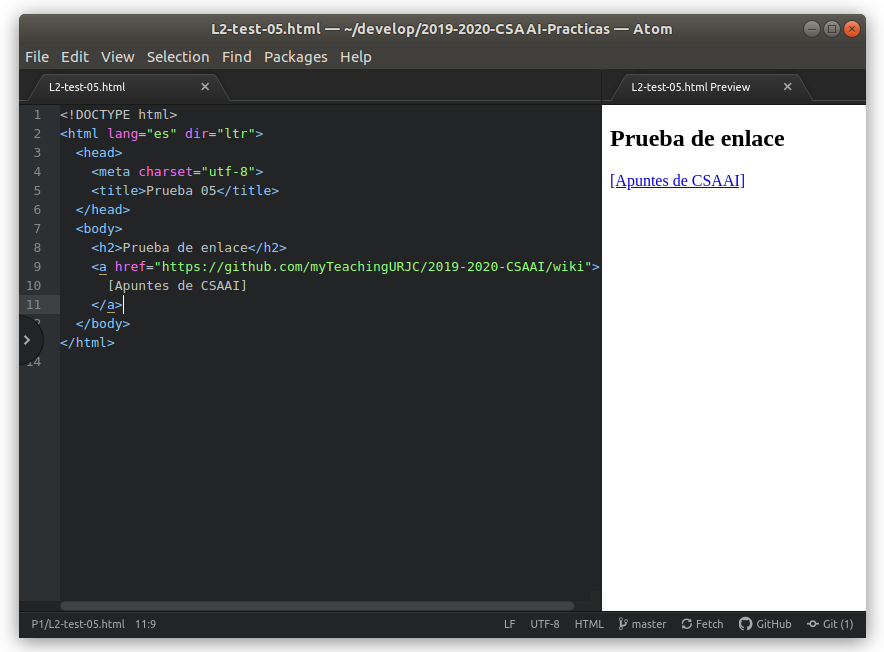 L2-test-05.html — ~/develop/2019-2020-CSAAI-Practicas — Atom
File Edit View Selection Find Packages Help
L2-test-05.html
L2-test-05.html Preview
1 <!DOCTYPE html>
2 <html lang="es" dir="ltr">
3   <head>
4     <meta charset="utf-8">
5     <title>Prueba 05</title>
6   </head>
7   <body>
8     <h2>Prueba de enlace</h2>
9     <a href="https://github.com/myTeachingURJC/2019-2020-CSAAI/wiki">
10       [Apuntes de CSAAI]
11     </a>
  </body>
</html>
14
Prueba de enlace
[Apuntes de CSAAI]
P1/L2-test-05.html 11:9 LF UTF-8 HTML master Fetch GitHub Git (1)